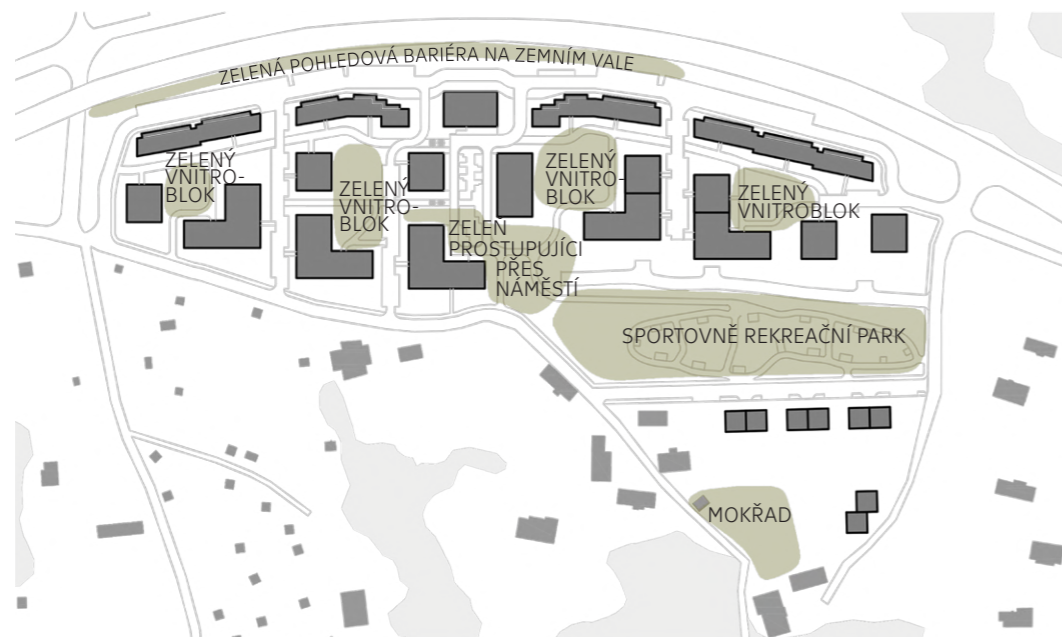 ZELENÁ POHLEDOVÁ BARIÉRA NA ZEMNÍM VALE
ZELENÝ
VNITRO-
BLOK
ZELENÝ
VNITRO-
BLOK
ZELEŇ
PROSTUPUJÍCI
PŘES
NÁMĚSTÍ
ZELENÝ
VNITRO-
BLOK
ZELENÝ
VNITROBLOK
SPORTOVNĚ REKREAČNÍ PARK
MOKŘAD